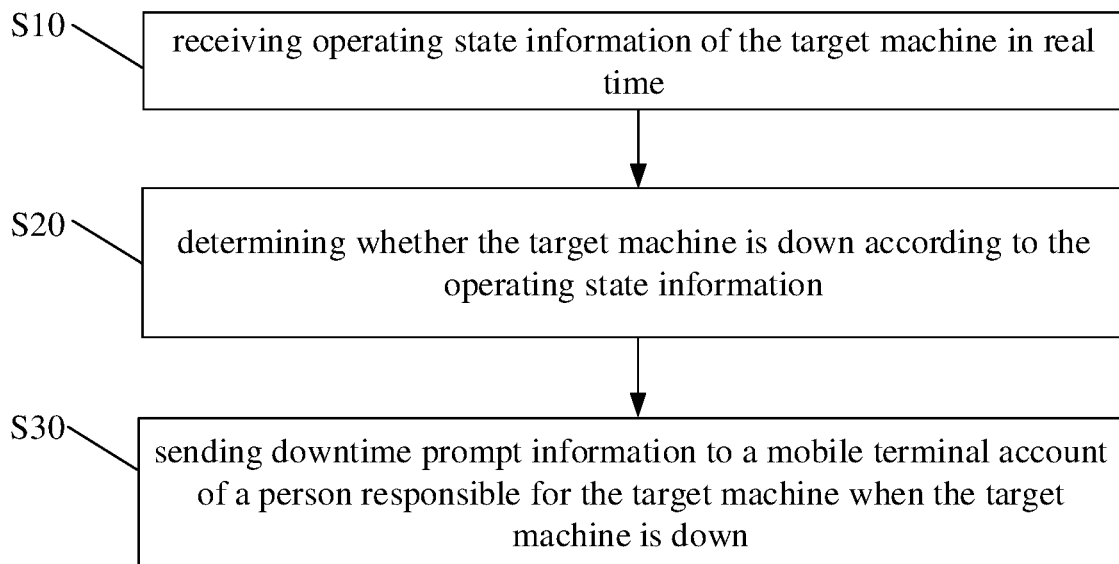 S10
receiving operating state information of the target machine in real
time
S20
determining whether the target machine is down according to the
operating state information
S30
sending downtime prompt information to a mobile terminal account
of a person responsible for the target machine when the target
machine is down